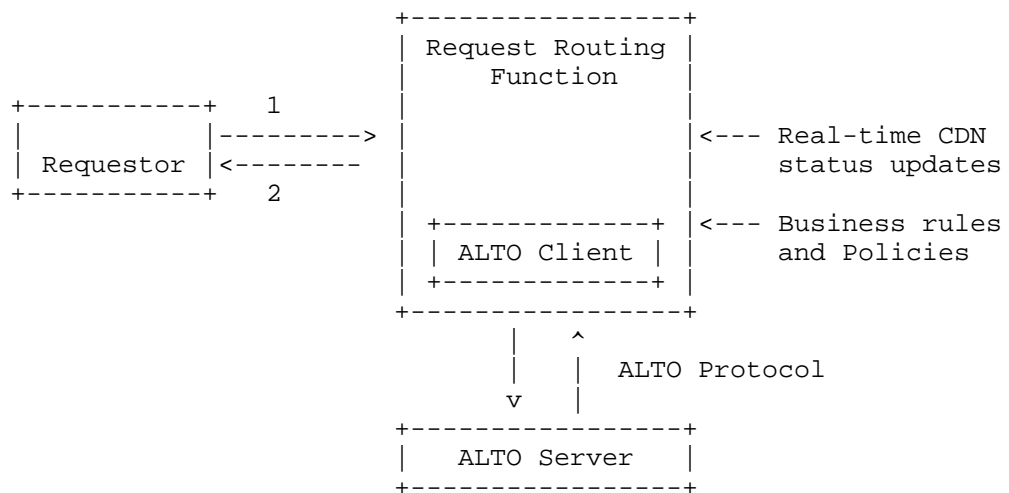 Request Routing
Function
1
Requestor
2
Real-time CDN
status updates
Business rules
and Policies
ALTO Client
ALTO Protocol
ALTO Server